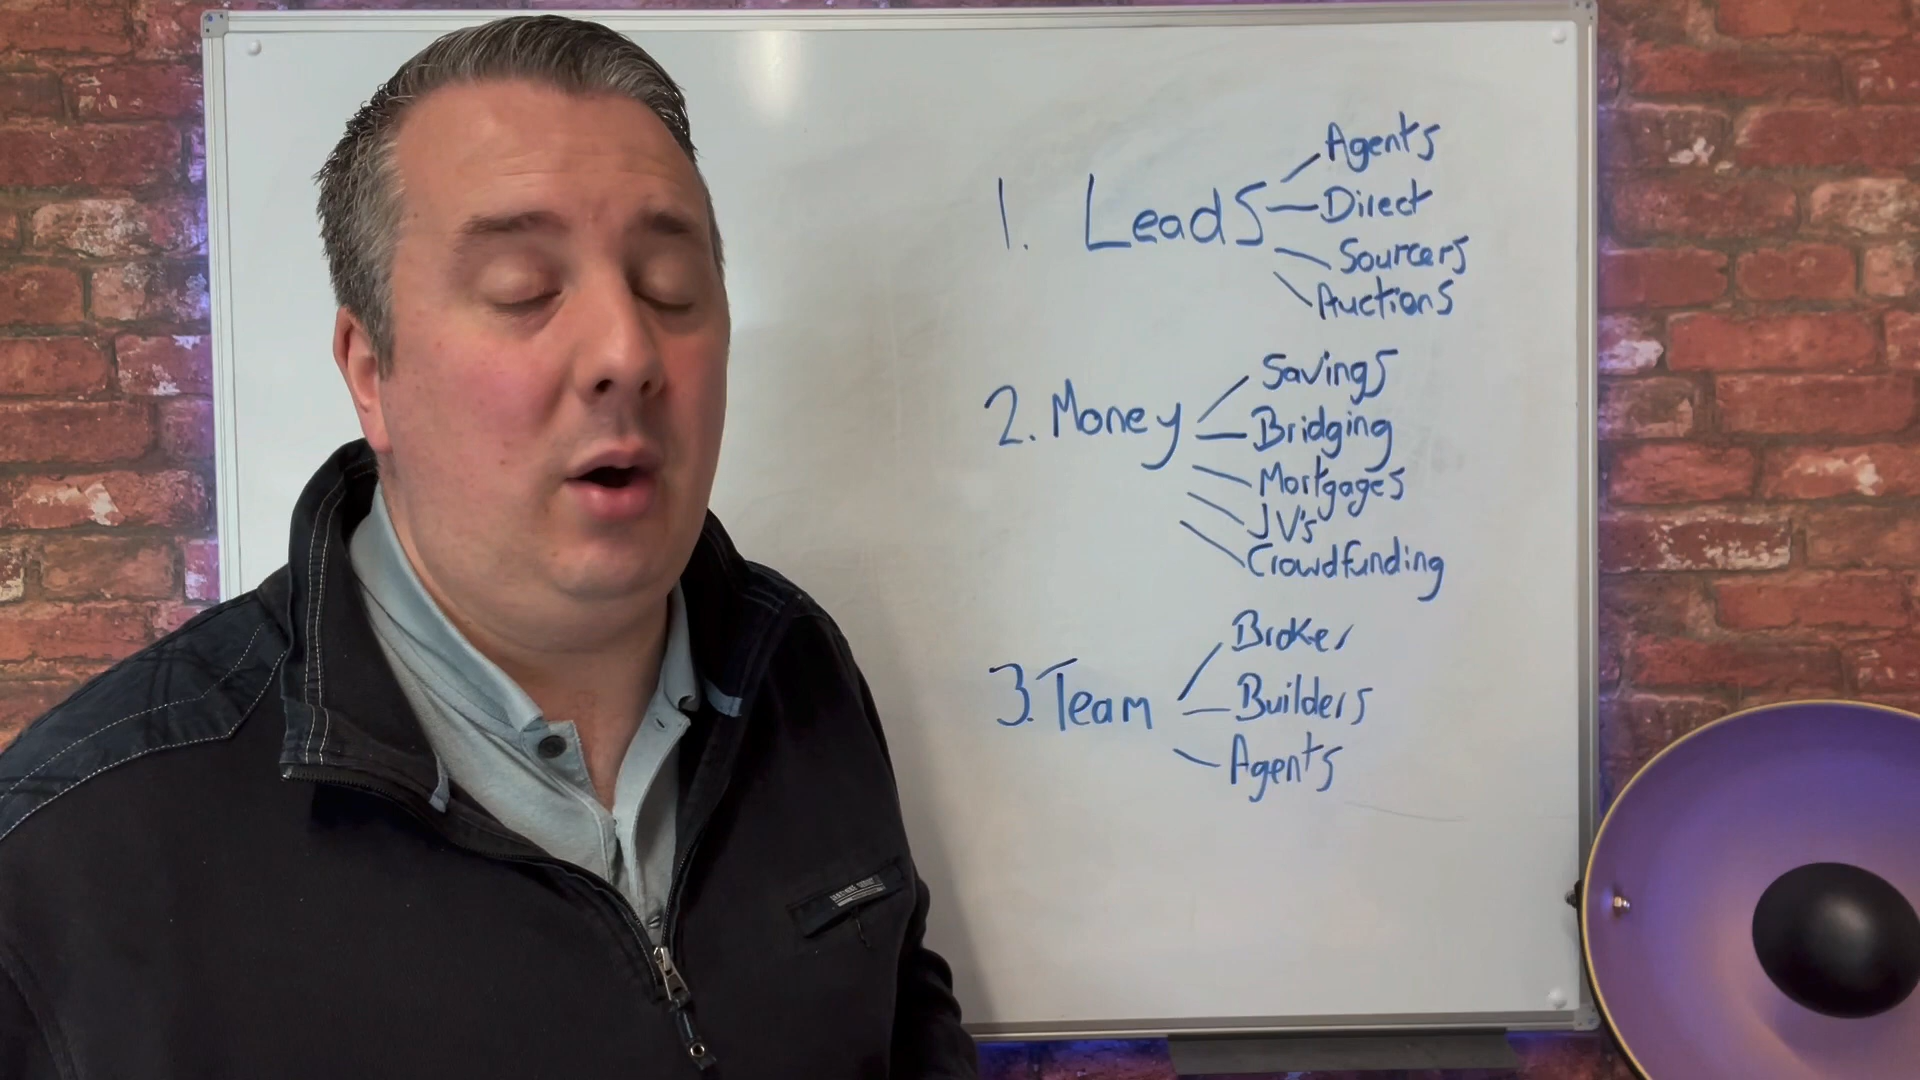 1. Leads
Agents
Direct
Sourcers
Auctions
2. Money
Savings
Bridging
Mortgages
JV's
Crowdfunding
3. Team
Broker
Builders
Agents